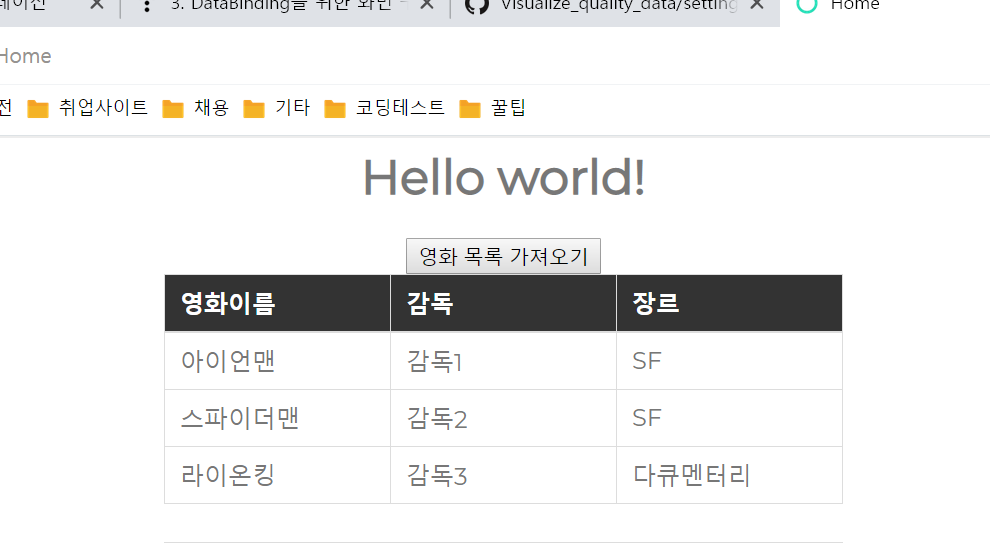 3. DataBinding을 위한 화면
Visualize_quality_data/setting
Home
Home
전 취업사이트 채용 기타 코딩테스트 꿀팁
Hello world!
영화 목록 가져오기
영화이름 감독 장르
아이언맨 감독1 SF
스파이더맨 감독2 SF
라이온킹 감독3 다큐멘터리